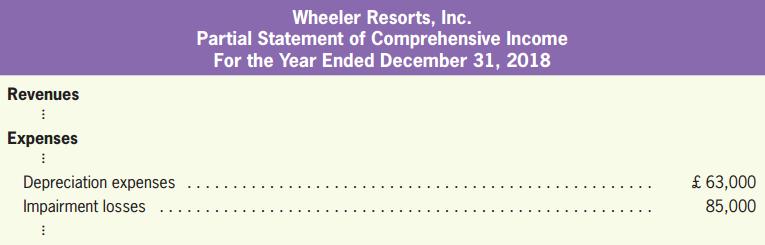 Wheeler Resorts, Inc.
Partial Statement of Comprehensive Income
For the Year Ended December 31, 2018
Revenues
⋮
Expenses
⋮
Depreciation expenses . . . . . . . . . . . . . . . . . . . . . . . . . . . . . . . . . . . . . . . . . . . . . . . . . . . . £ 63,000
Impairment losses . . . . . . . . . . . . . . . . . . . . . . . . . . . . . . . . . . . . . . . . . . . . . . . . . . . . . . . 85,000
⋮